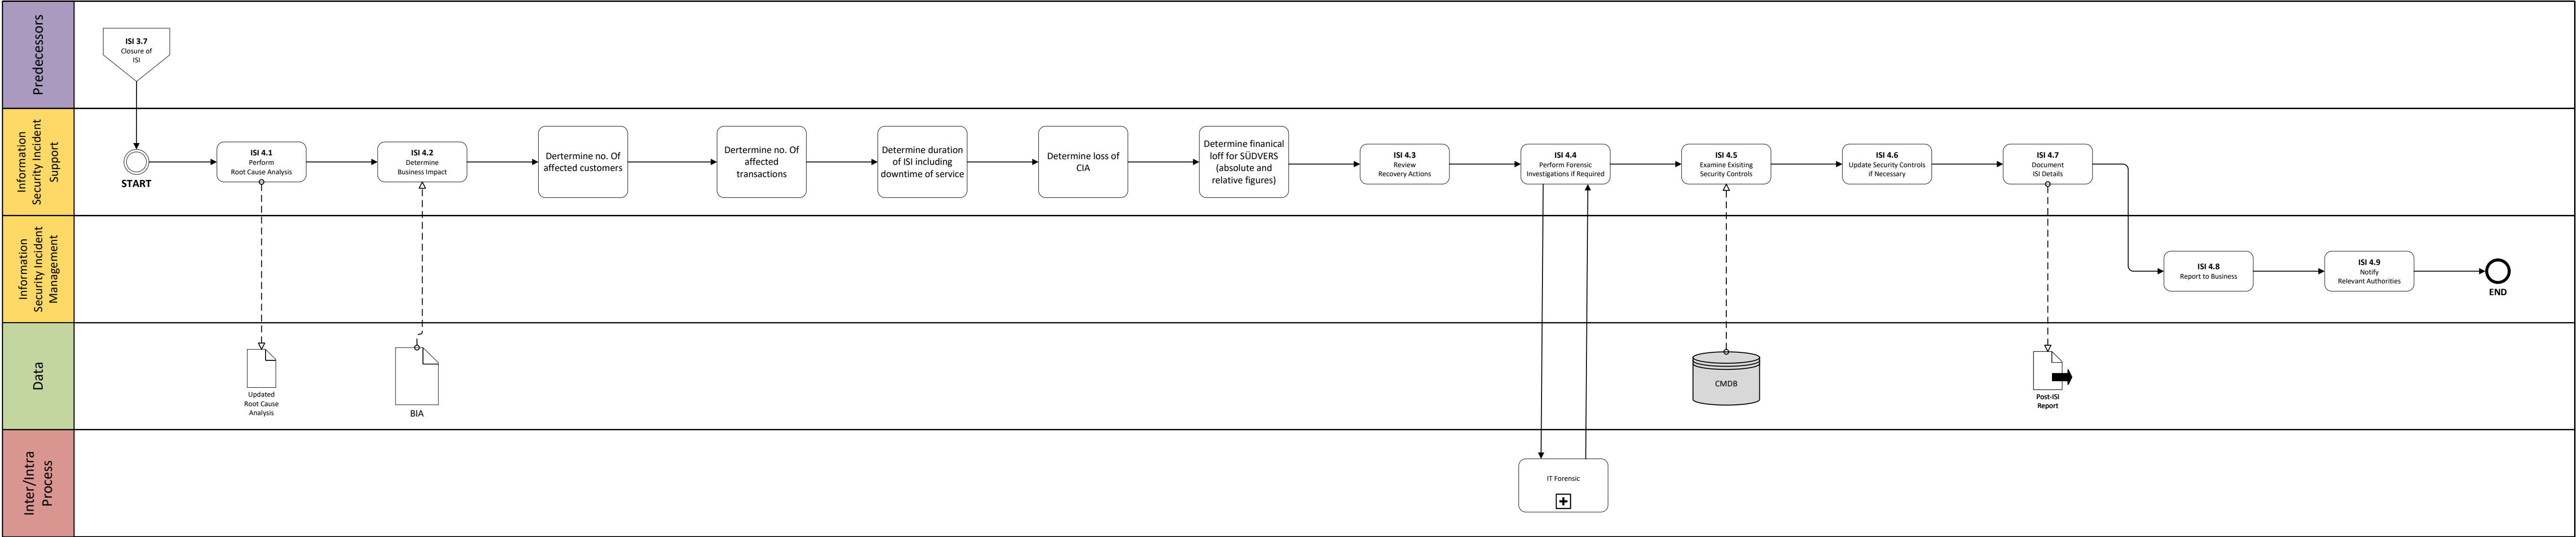 Predecessors
ISI 3.7
Closure of
ISI
Information
Security Incident
Support
START
ISI 4.1
Perform
Root Cause Analysis
ISI 4.2
Determine
Business Impact
Dertermine no. Of
affected customers
Dertermine no. Of
affected
transactions
Determine duration
of ISI including
downtime of service
Determine loss of
CIA
Determine finanical
loff for SÜDVERS
(absolute and
relative figures)
ISI 4.3
Review
Recovery Actions
ISI 4.4
Perform Forensic
Investigations if Required
ISI 4.5
Examine Exisiting
Security Controls
ISI 4.6
Update Security Controls
if Necessary
ISI 4.7
Document
ISI Details
Information
Security Incident
Management
ISI 4.8
Report to Business
ISI 4.9
Notify
Relevant Authorities
END
Data
Updated
Root Cause
Analysis
BIA
CMDB
Post-ISI
Report
Inter/Intra
Process
IT Forensic